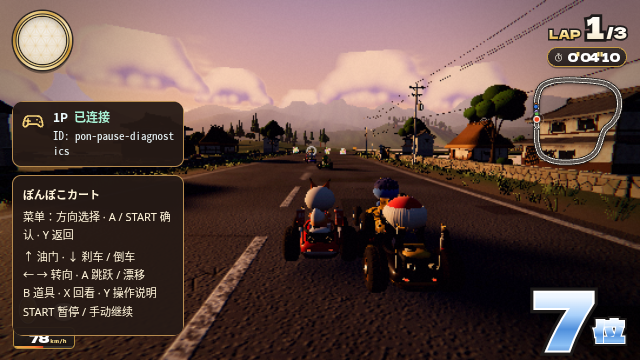 LAP 1/3
0'04"10
1P 已连接
ID: pon-pause-diagnost
ics
ぽんぽこカート
菜单：方向选择 · A / START 确
认 · Y 返回
↑ 油门 · ↓ 刹车 / 倒车
←→ 转向 · A 跳跃 / 漂移
B 道具 · X 回看 · Y 操作说明
START 暂停 / 手动继续
78 km/h
7位